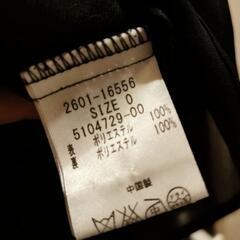 2601-16556
SIZE 0
5104729-00
表 ポリエステル 100%
裏 ポリエステル 100%
中国製